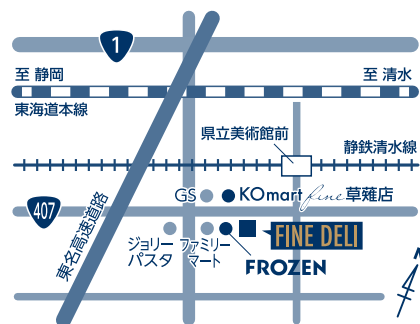 1
至 静岡
至 清水
東海道本線
県立美術館前
静鉄清水線
GS
KOmart fine 草薙店
407
東名高速道路
ジョリー
パスタ
ファミリー
マート
FINE DELI
FROZEN
N